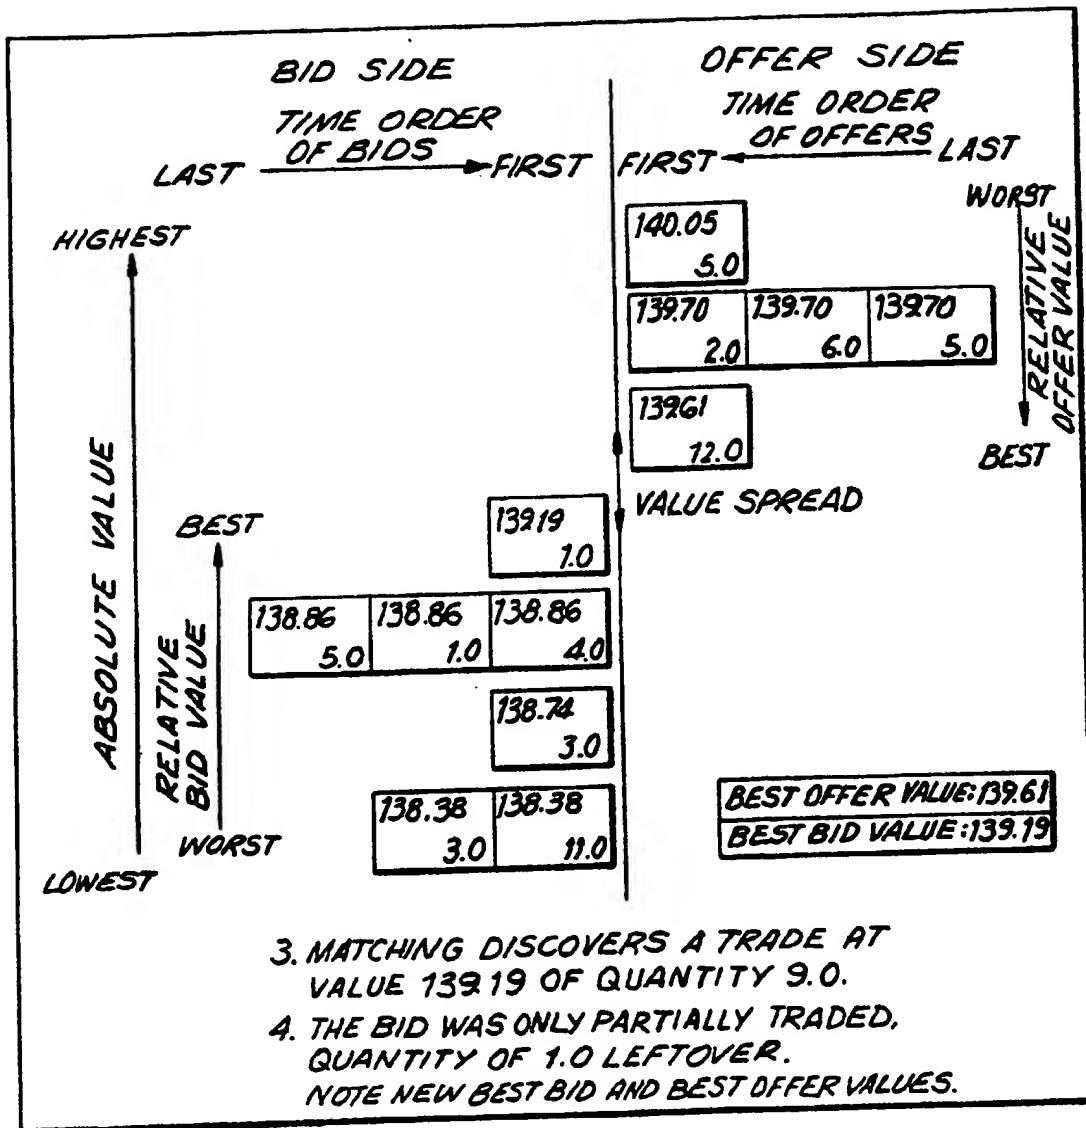 BID SIDE
OFFER SIDE
TIME ORDER
OF BIDS
TIME ORDER
OF OFFERS
LAST
FIRST
FIRST
LAST
HIGHEST
LOWEST
ABSOLUTE VALUE
BEST
WORST
RELATIVE
BID VALUE
WORST
BEST
RELATIVE
OFFER VALUE
140.05
5.0
139.70 139.70 139.70
2.0 6.0 5.0
139.61
12.0
VALUE SPREAD
139.19
1.0
138.86 138.86 138.86
5.0 1.0 4.0
138.74
3.0
138.38 138.38
3.0 11.0
BEST OFFER VALUE:139.61
BEST BID VALUE:139.19
3. MATCHING DISCOVERS A TRADE AT
VALUE 139.19 OF QUANTITY 9.0.
4. THE BID WAS ONLY PARTIALLY TRADED,
QUANTITY OF 1.0 LEFTOVER.
NOTE NEW BEST BID AND BEST OFFER VALUES.